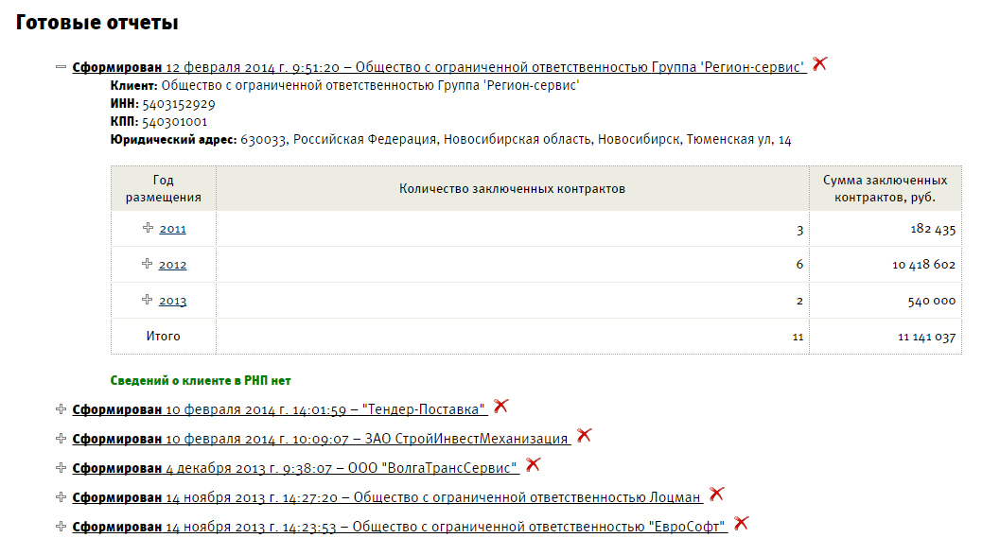 Готовые отчеты
Сформирован 12 февраля 2014 г. 9:51:20 – Общество с ограниченной ответственностью Группа 'Регион-сервис'
Клиент: Общество с ограниченной ответственностью Группа 'Регион-сервис'
ИНН: 5403152929
КПП: 540301001
Юридический адрес: 630033, Российская Федерация, Новосибирская область, Новосибирск, Тюменская ул, 14
Год размещения Количество заключенных контрактов Сумма заключенных контрактов, руб.
2011 3 182 435
2012 6 10 418 602
2013 2 540 000
Итого 11 11 141 037
Сведений о клиенте в РНП нет
Сформирован 10 февраля 2014 г. 14:01:59 – "Тендер-Поставка"
Сформирован 10 февраля 2014 г. 10:09:07 – ЗАО СтройИнвестМеханизация
Сформирован 4 декабря 2013 г. 9:38:07 – ООО "ВолгаТрансСервис"
Сформирован 14 ноября 2013 г. 14:27:20 – Общество с ограниченной ответственностью Лоцман
Сформирован 14 ноября 2013 г. 14:23:53 – Общество с ограниченной ответственностью "ЕвроСофт"